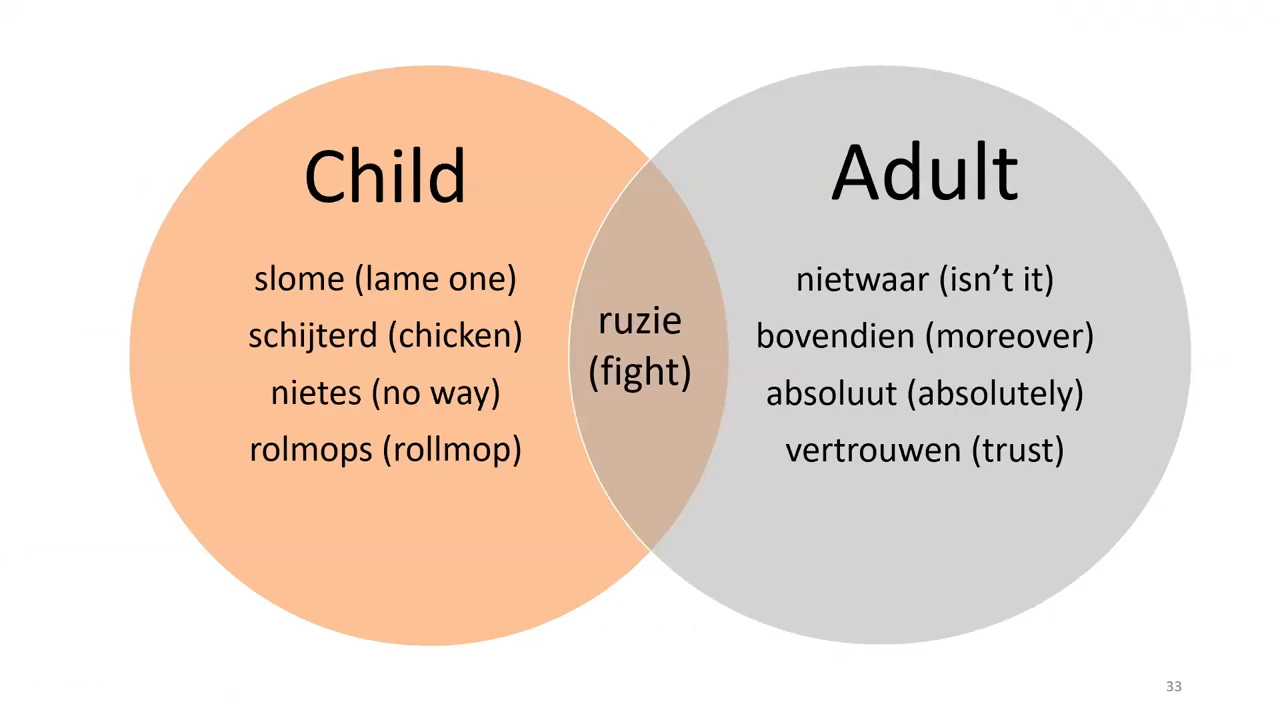 Child
slome (lame one)
schijterd (chicken)
nietes (no way)
rolmops (rollmop)
ruzie
(fight)
Adult
nietwaar (isn’t it)
bovendien (moreover)
absoluut (absolutely)
vertrouwen (trust)
33